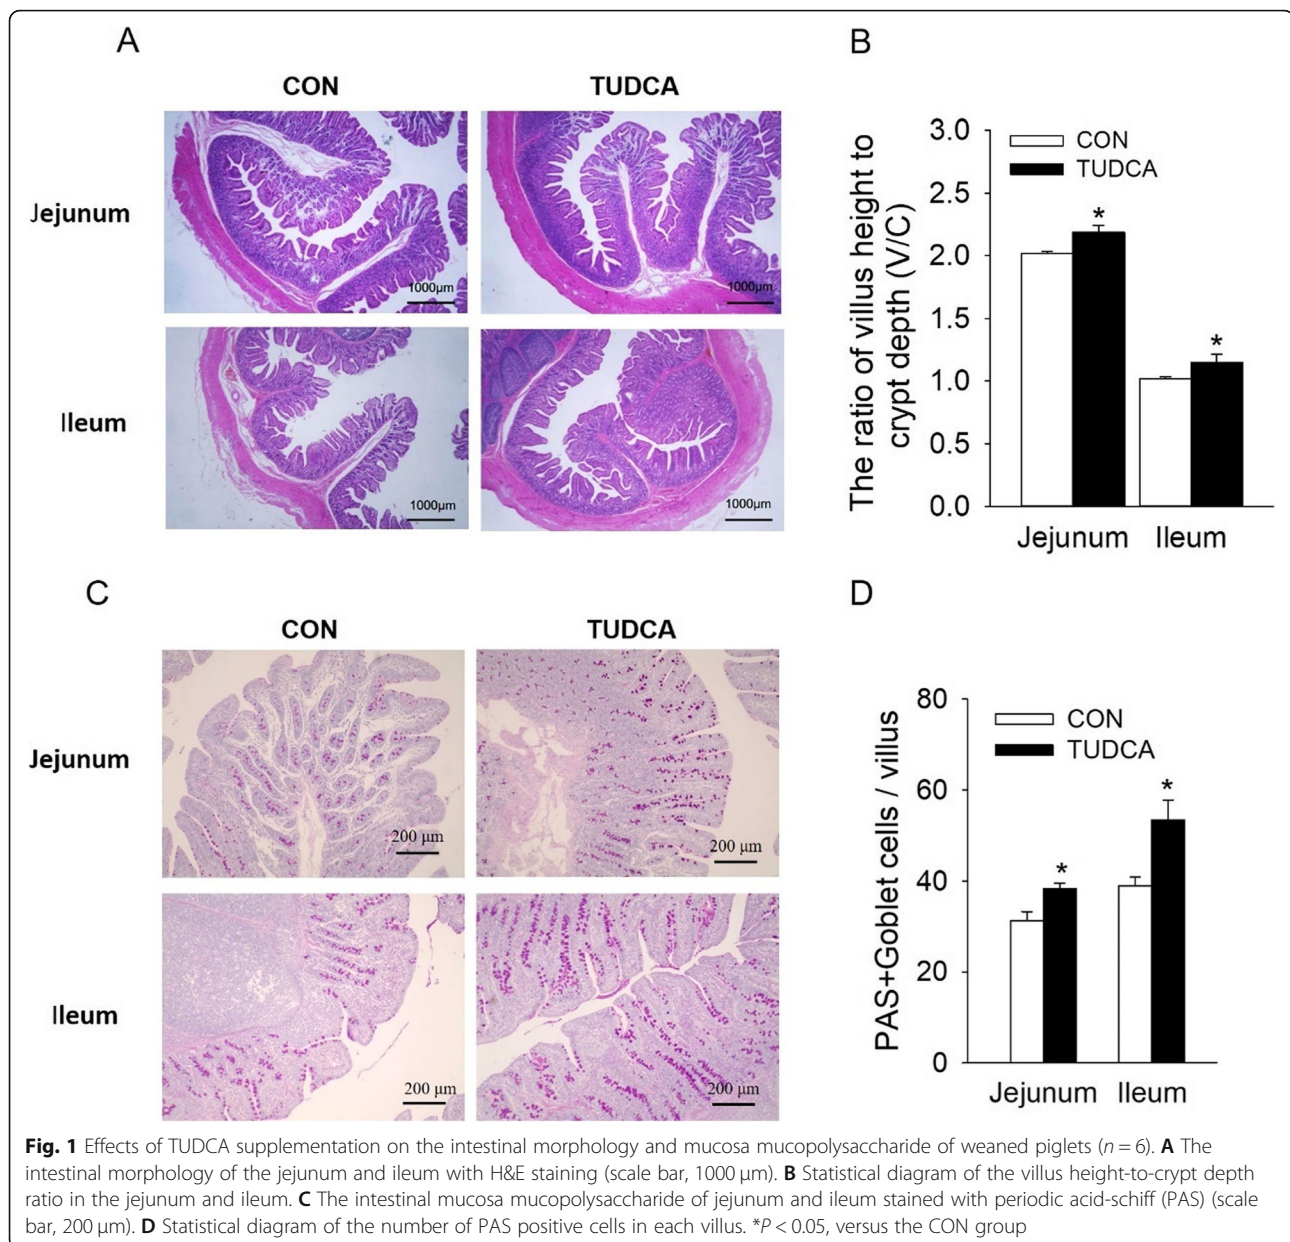 A
CON
TUDCA
Jejunum
1000µm
1000µm
Ileum
1000µm
1000µm
B
The ratio of villus height to
crypt depth (V/C)
3.0
2.5
2.0
1.5
1.0
0.5
0.0
CON
TUDCA
*
*
Jejunum
Ileum
C
CON
TUDCA
Jejunum
200 µm
200 µm
Ileum
200 µm
200 µm
D
PAS+Goblet cells / villus
80
60
40
20
0
CON
TUDCA
*
*
Jejunum
Ileum
Fig. 1 Effects of TUDCA supplementation on the intestinal morphology and mucosa mucopolysaccharide of weaned piglets (n = 6). A The
intestinal morphology of the jejunum and ileum with H&E staining (scale bar, 1000 µm). B Statistical diagram of the villus height-to-crypt depth
ratio in the jejunum and ileum. C The intestinal mucosa mucopolysaccharide of jejunum and ileum stained with periodic acid-schiff (PAS) (scale
bar, 200 µm). D Statistical diagram of the number of PAS positive cells in each villus. *P < 0.05, versus the CON group